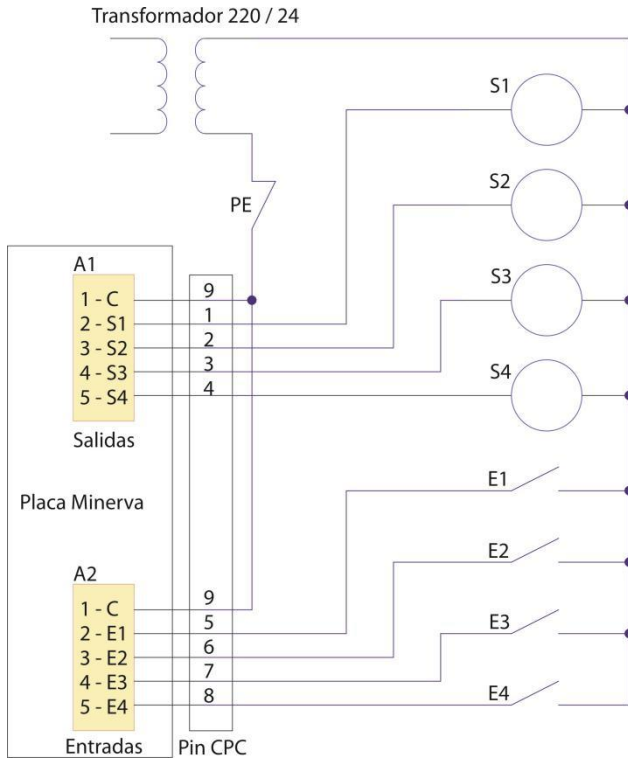 Transformador 220 / 24
S1
S2
PE
A1
S3
1 - C 9
2 - S1 1
3 - S2 2
4 - S3 3
S4
5 - S4 4
Salidas
E1
Placa Minerva
E2
A2
1 - C 9
2 - E1 5
E3
3 - E2 6
4 - E3 7
5 - E4 8
E4
Entradas Pin CPC